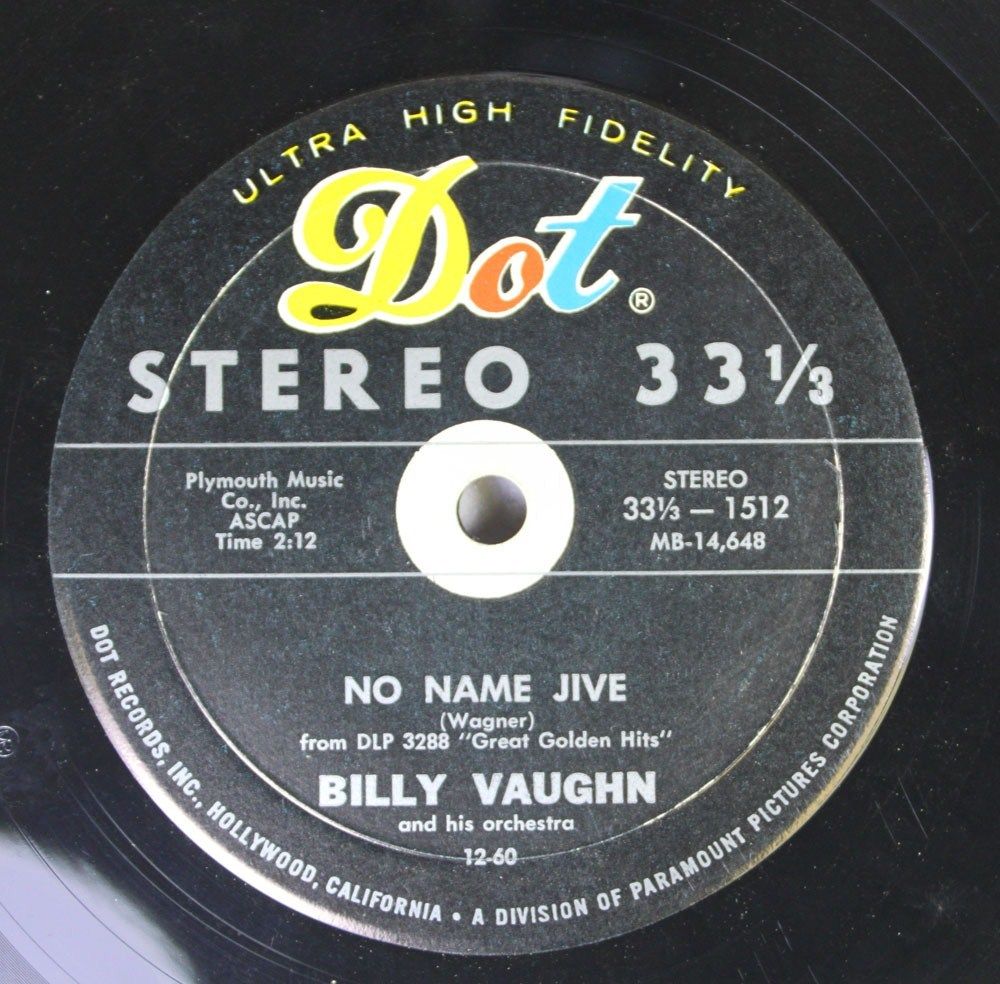 ULTRA HIGH FIDELITY
Dot ®
STEREO 33⅓
Plymouth Music
Co., Inc.
ASCAP
Time 2:12
STEREO
33⅓ — 1512
MB-14,648
NO NAME JIVE
(Wagner)
from DLP 3288 "Great Golden Hits"
BILLY VAUGHN
and his orchestra
12-60
DOT RECORDS, INC., HOLLYWOOD, CALIFORNIA • A DIVISION OF PARAMOUNT PICTURES CORPORATION